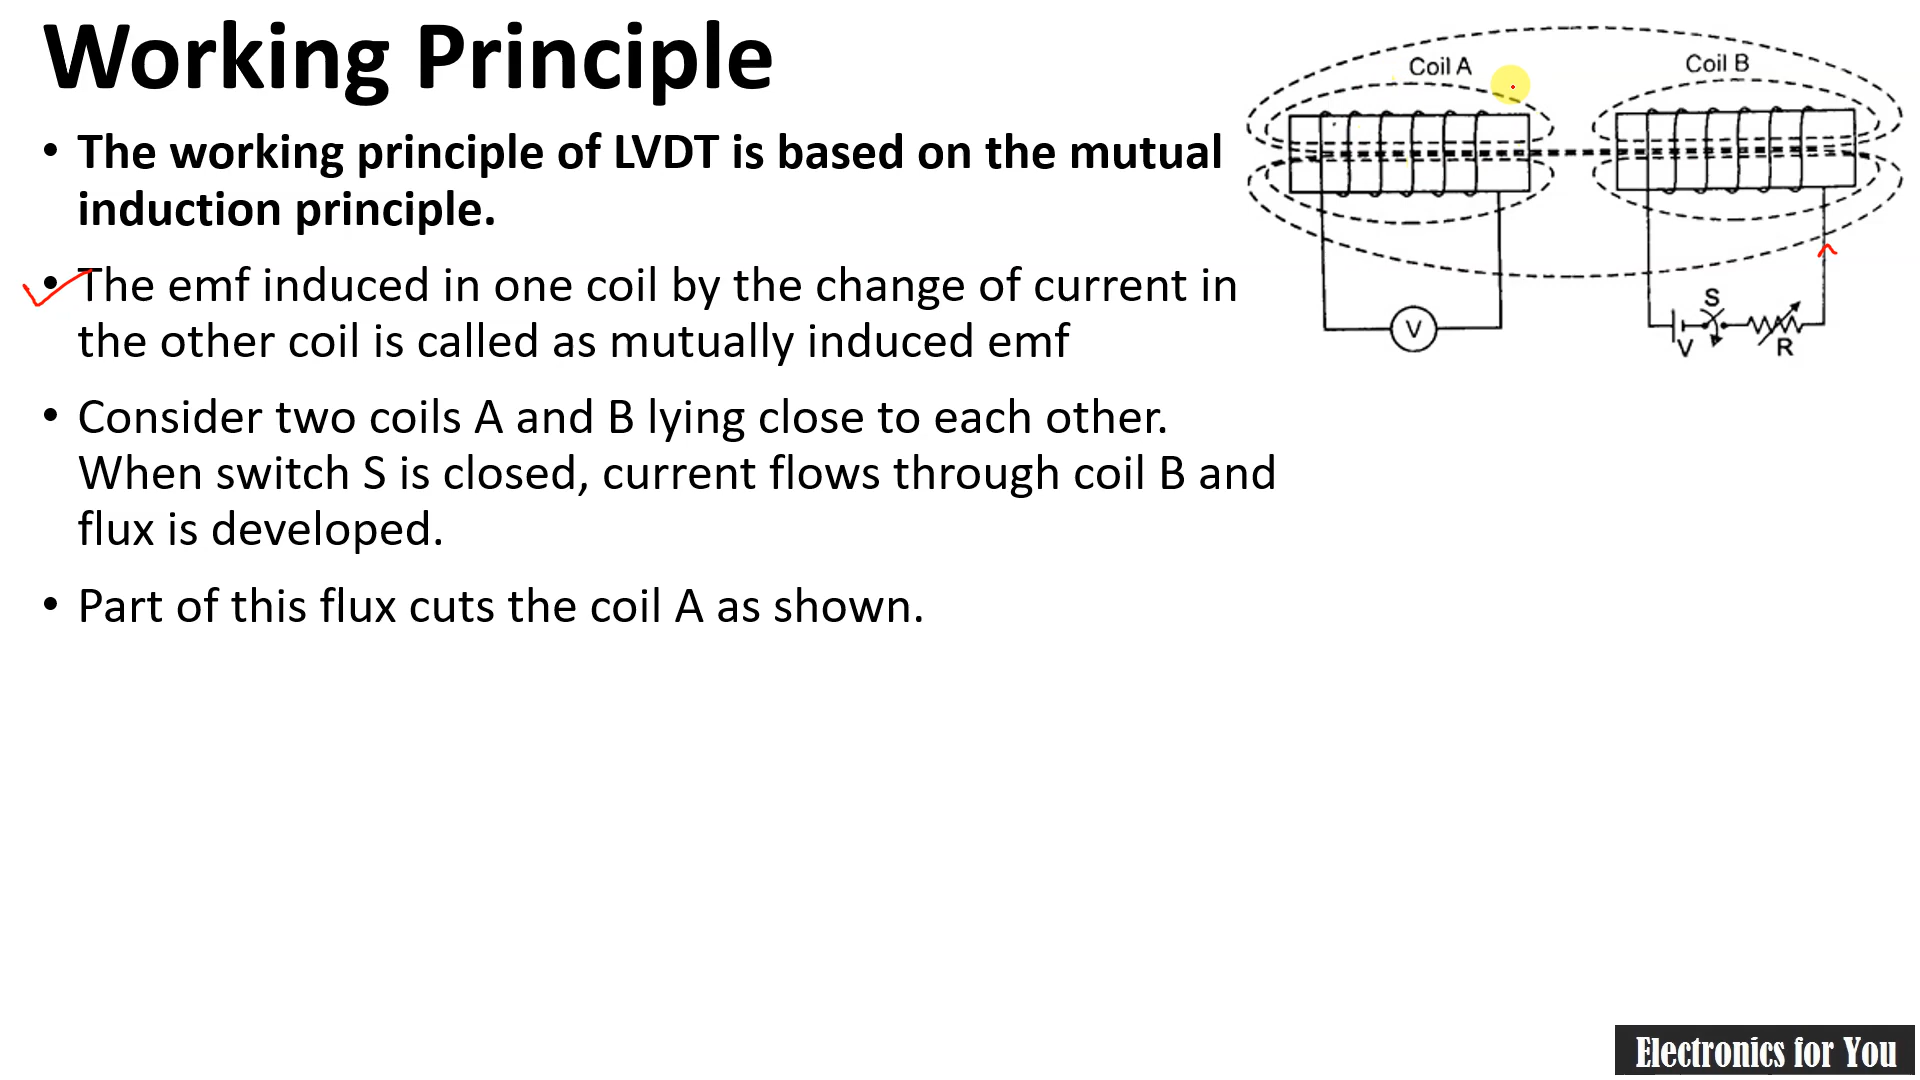 Working Principle
• The working principle of LVDT is based on the mutual
induction principle.
• The emf induced in one coil by the change of current in
the other coil is called as mutually induced emf
• Consider two coils A and B lying close to each other.
When switch S is closed, current flows through coil B and
flux is developed.
• Part of this flux cuts the coil A as shown.
Coil A
Coil B
V
S
V
R
Electronics for You